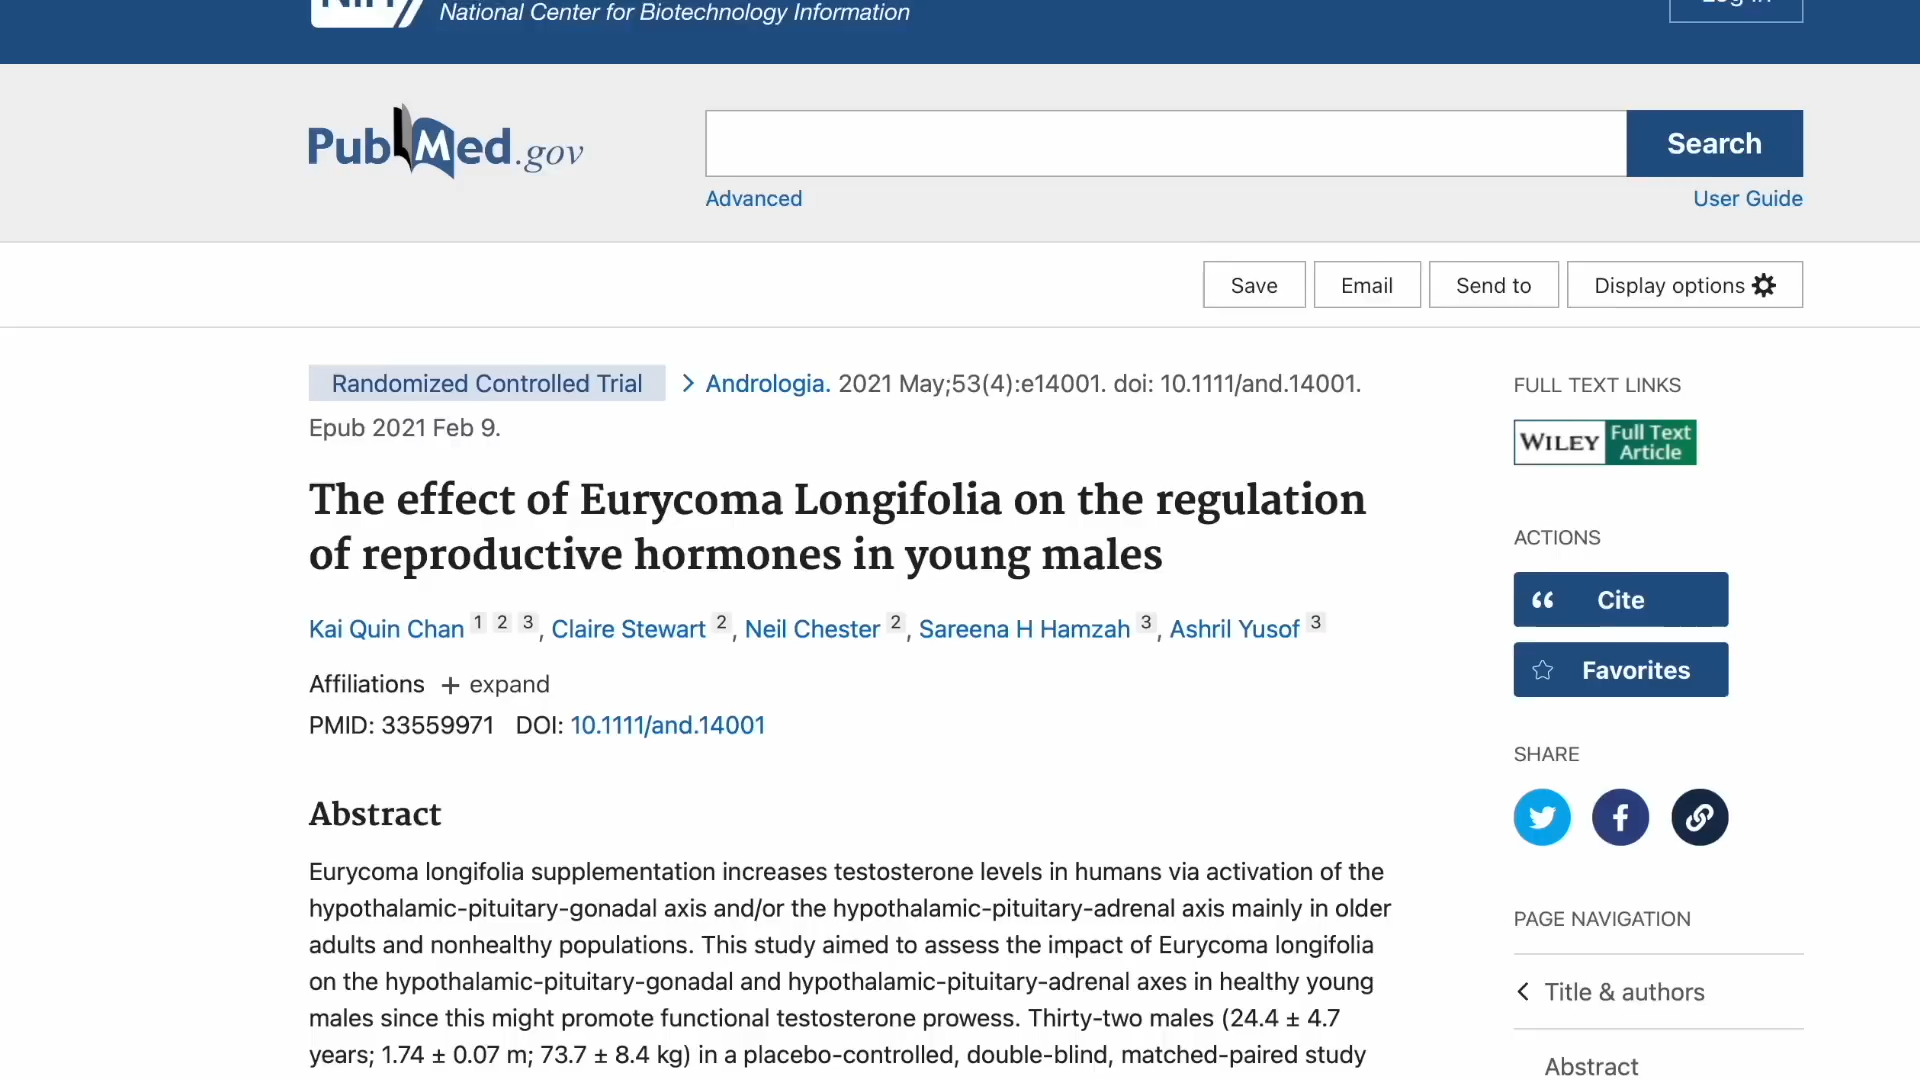 National Center for Biotechnology Information
PubMed.gov
Search
Advanced
User Guide
Save
Email
Send to
Display options
Randomized Controlled Trial > Andrologia. 2021 May;53(4):e14001. doi: 10.1111/and.14001.
Epub 2021 Feb 9.
The effect of Eurycoma Longifolia on the regulation
of reproductive hormones in young males
Kai Quin Chan 1 2 3, Claire Stewart 2, Neil Chester 2, Sareena H Hamzah 3, Ashril Yusof 3
Affiliations + expand
PMID: 33559971 DOI: 10.1111/and.14001
Abstract
Eurycoma longifolia supplementation increases testosterone levels in humans via activation of the
hypothalamic-pituitary-gonadal axis and/or the hypothalamic-pituitary-adrenal axis mainly in older
adults and nonhealthy populations. This study aimed to assess the impact of Eurycoma longifolia
on the hypothalamic-pituitary-gonadal and hypothalamic-pituitary-adrenal axes in healthy young
males since this might promote functional testosterone prowess. Thirty-two males (24.4 ± 4.7
years; 1.74 ± 0.07 m; 73.7 ± 8.4 kg) in a placebo-controlled, double-blind, matched-paired study
FULL TEXT LINKS
WILEY Full Text
Article
ACTIONS
Cite
Favorites
SHARE
PAGE NAVIGATION
Title & authors
Abstract